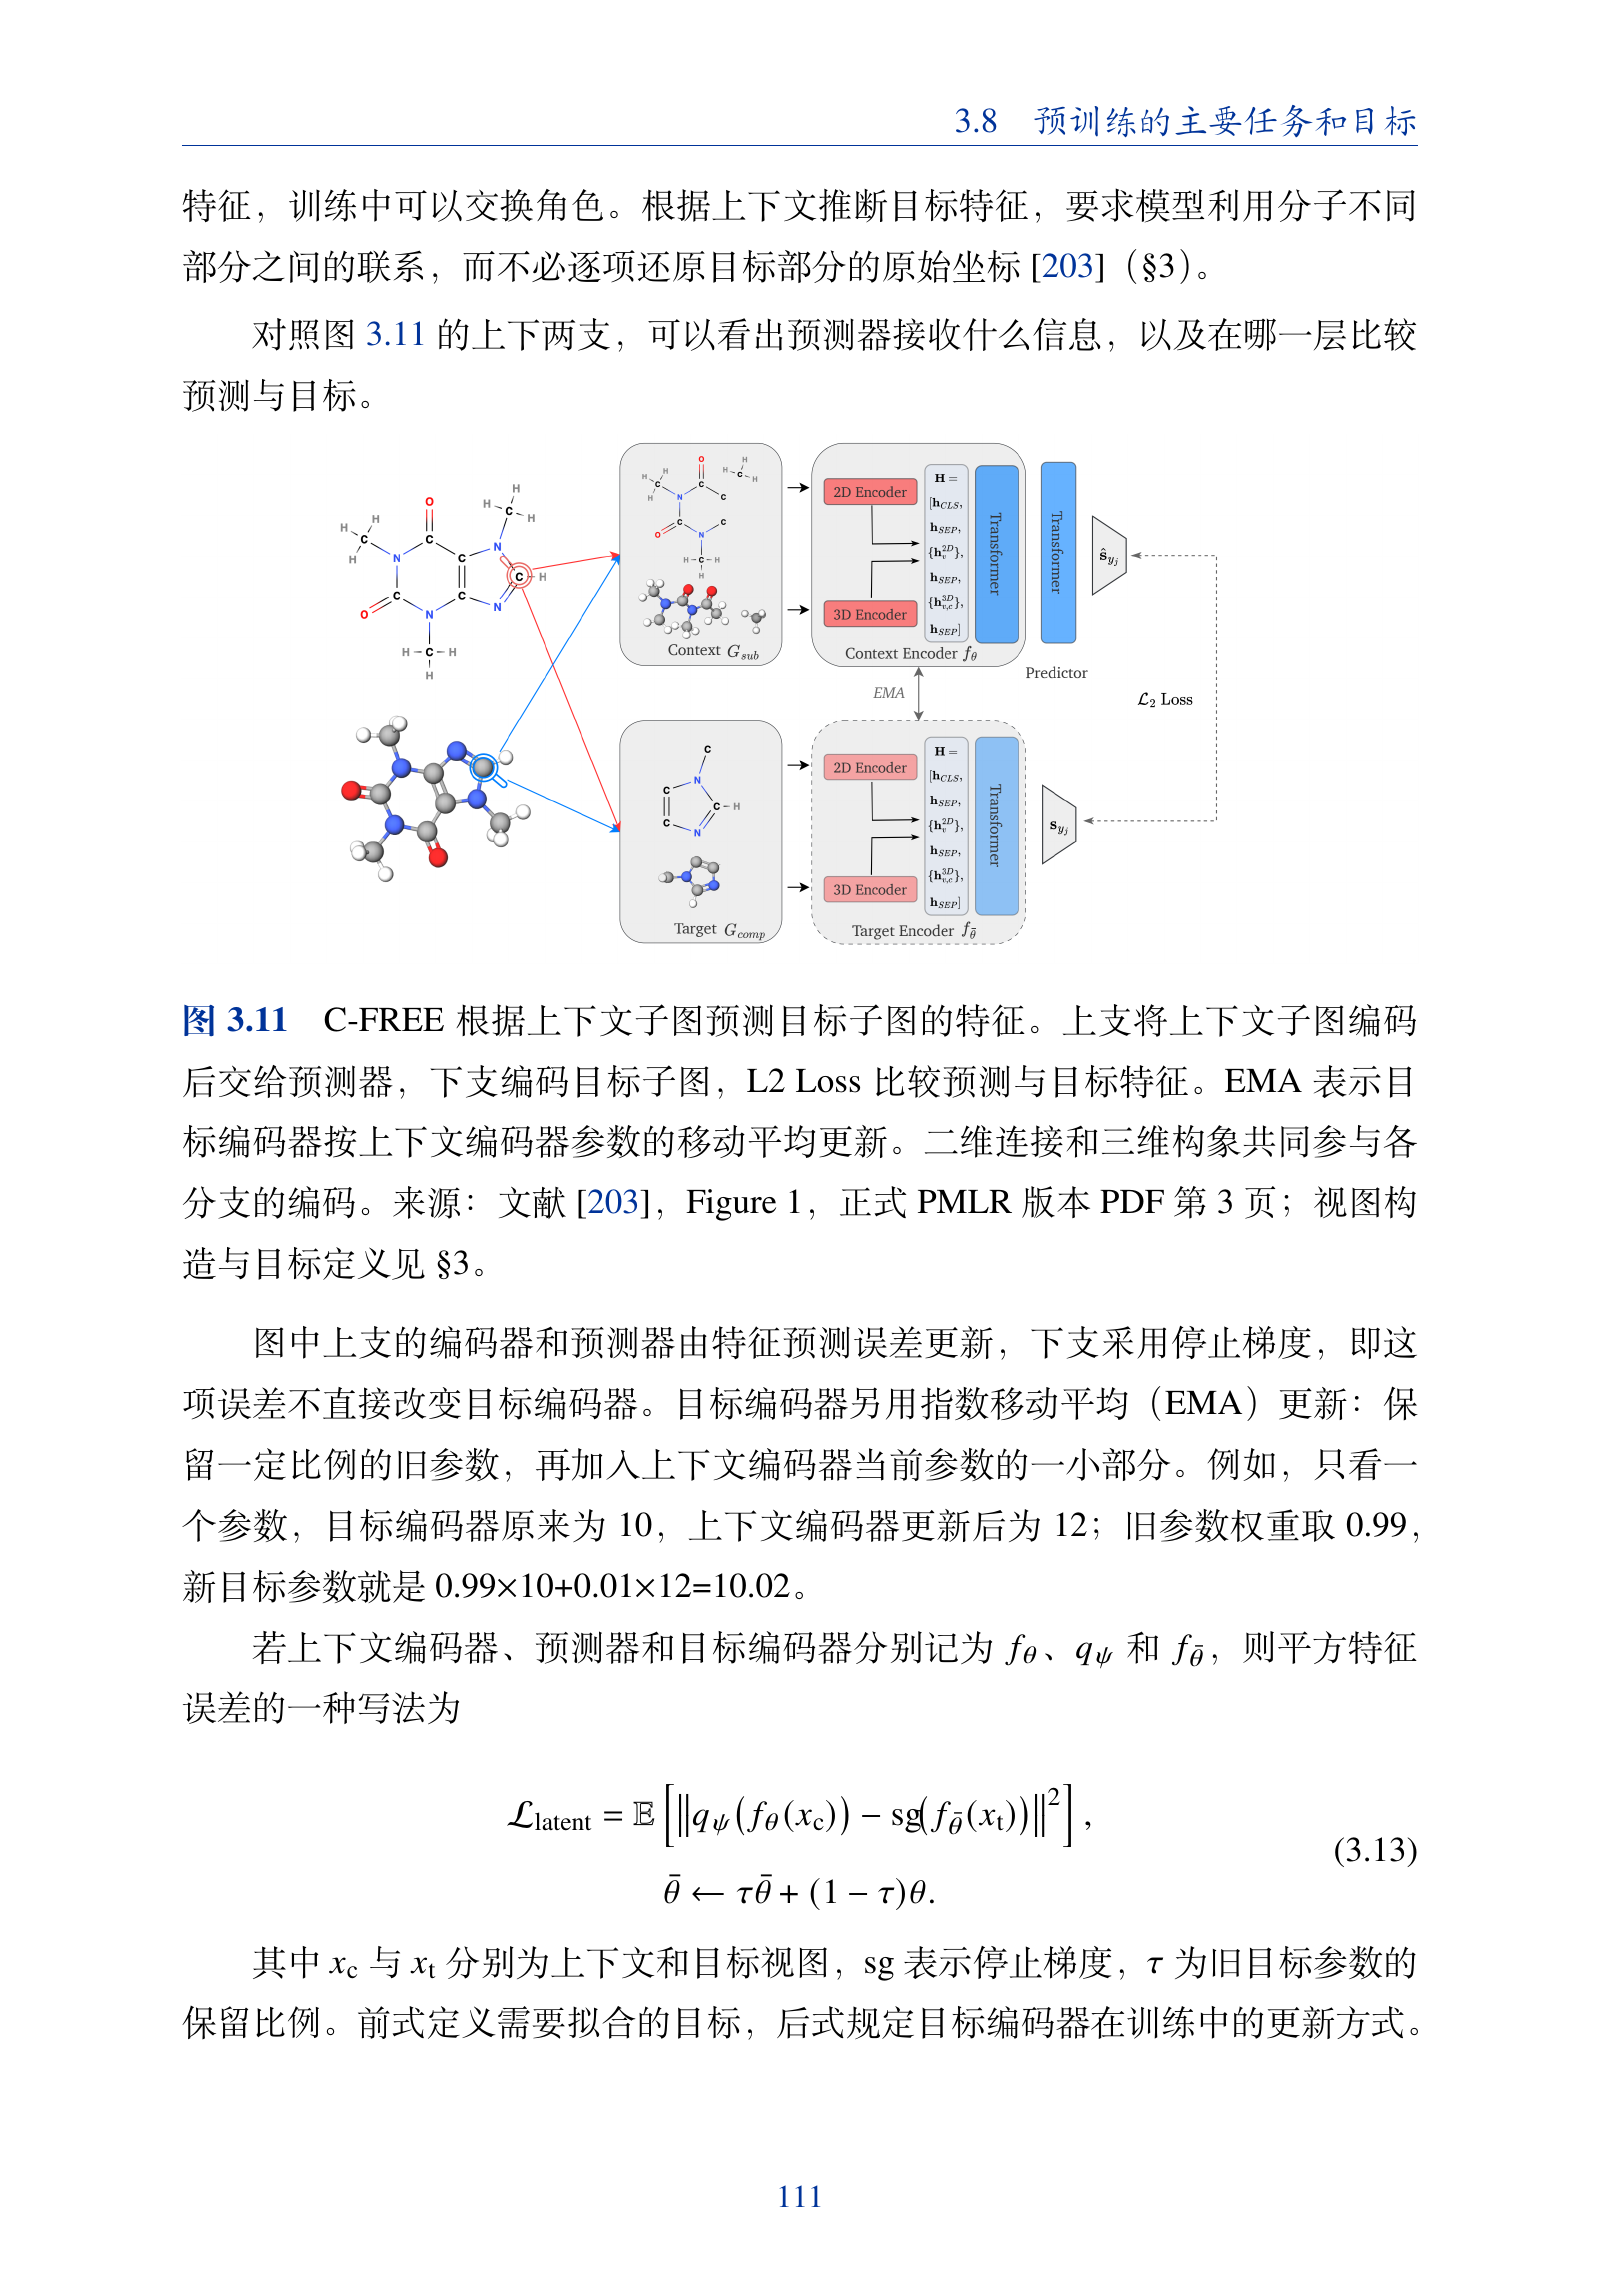 3.8 预训练的主要任务和目标
特征，训练中可以交换角色。根据上下文推断目标特征，要求模型利用分子不同
部分之间的联系，而不必逐项还原目标部分的原始坐标 [203]（§3）。
对照图 3.11 的上下两支，可以看出预测器接收什么信息，以及在哪一层比较
预测与目标。
2D Encoder
3D Encoder
H =
[h_CLS,
h_SEP,
{h_v^2D},
h_SEP,
{h_v,c^3D},
h_SEP]
Transformer
Context G_sub
Context Encoder f_θ
Transformer
Predictor
ŝ_yj
EMA
L₂ Loss
2D Encoder
3D Encoder
H =
[h_CLS,
h_SEP,
{h_v^2D},
h_SEP,
{h_v,c^3D},
h_SEP]
Transformer
s_yj
Target G_comp
Target Encoder f_θ̄
图 3.11 C-FREE 根据上下文子图预测目标子图的特征。上支将上下文子图编码
后交给预测器，下支编码目标子图，L2 Loss 比较预测与目标特征。EMA 表示目
标编码器按上下文编码器参数的移动平均更新。二维连接和三维构象共同参与各
分支的编码。来源：文献 [203]，Figure 1，正式 PMLR 版本 PDF 第 3 页；视图构
造与目标定义见 §3。
图中上支的编码器和预测器由特征预测误差更新，下支采用停止梯度，即这
项误差不直接改变目标编码器。目标编码器另用指数移动平均（EMA）更新：保
留一定比例的旧参数，再加入上下文编码器当前参数的一小部分。例如，只看一
个参数，目标编码器原来为 10，上下文编码器更新后为 12；旧参数权重取 0.99，
新目标参数就是 0.99×10+0.01×12=10.02。
若上下文编码器、预测器和目标编码器分别记为 f_θ、q_ψ 和 f_θ̄，则平方特征
误差的一种写法为
ℒ_latent = 𝔼 [‖q_ψ(f_θ(x_c)) − sg(f_θ̄(x_t))‖²] ,
θ̄ ← τθ̄ + (1 − τ)θ.
(3.13)
其中 x_c 与 x_t 分别为上下文和目标视图，sg 表示停止梯度，τ 为旧目标参数的
保留比例。前式定义需要拟合的目标，后式规定目标编码器在训练中的更新方式。
111